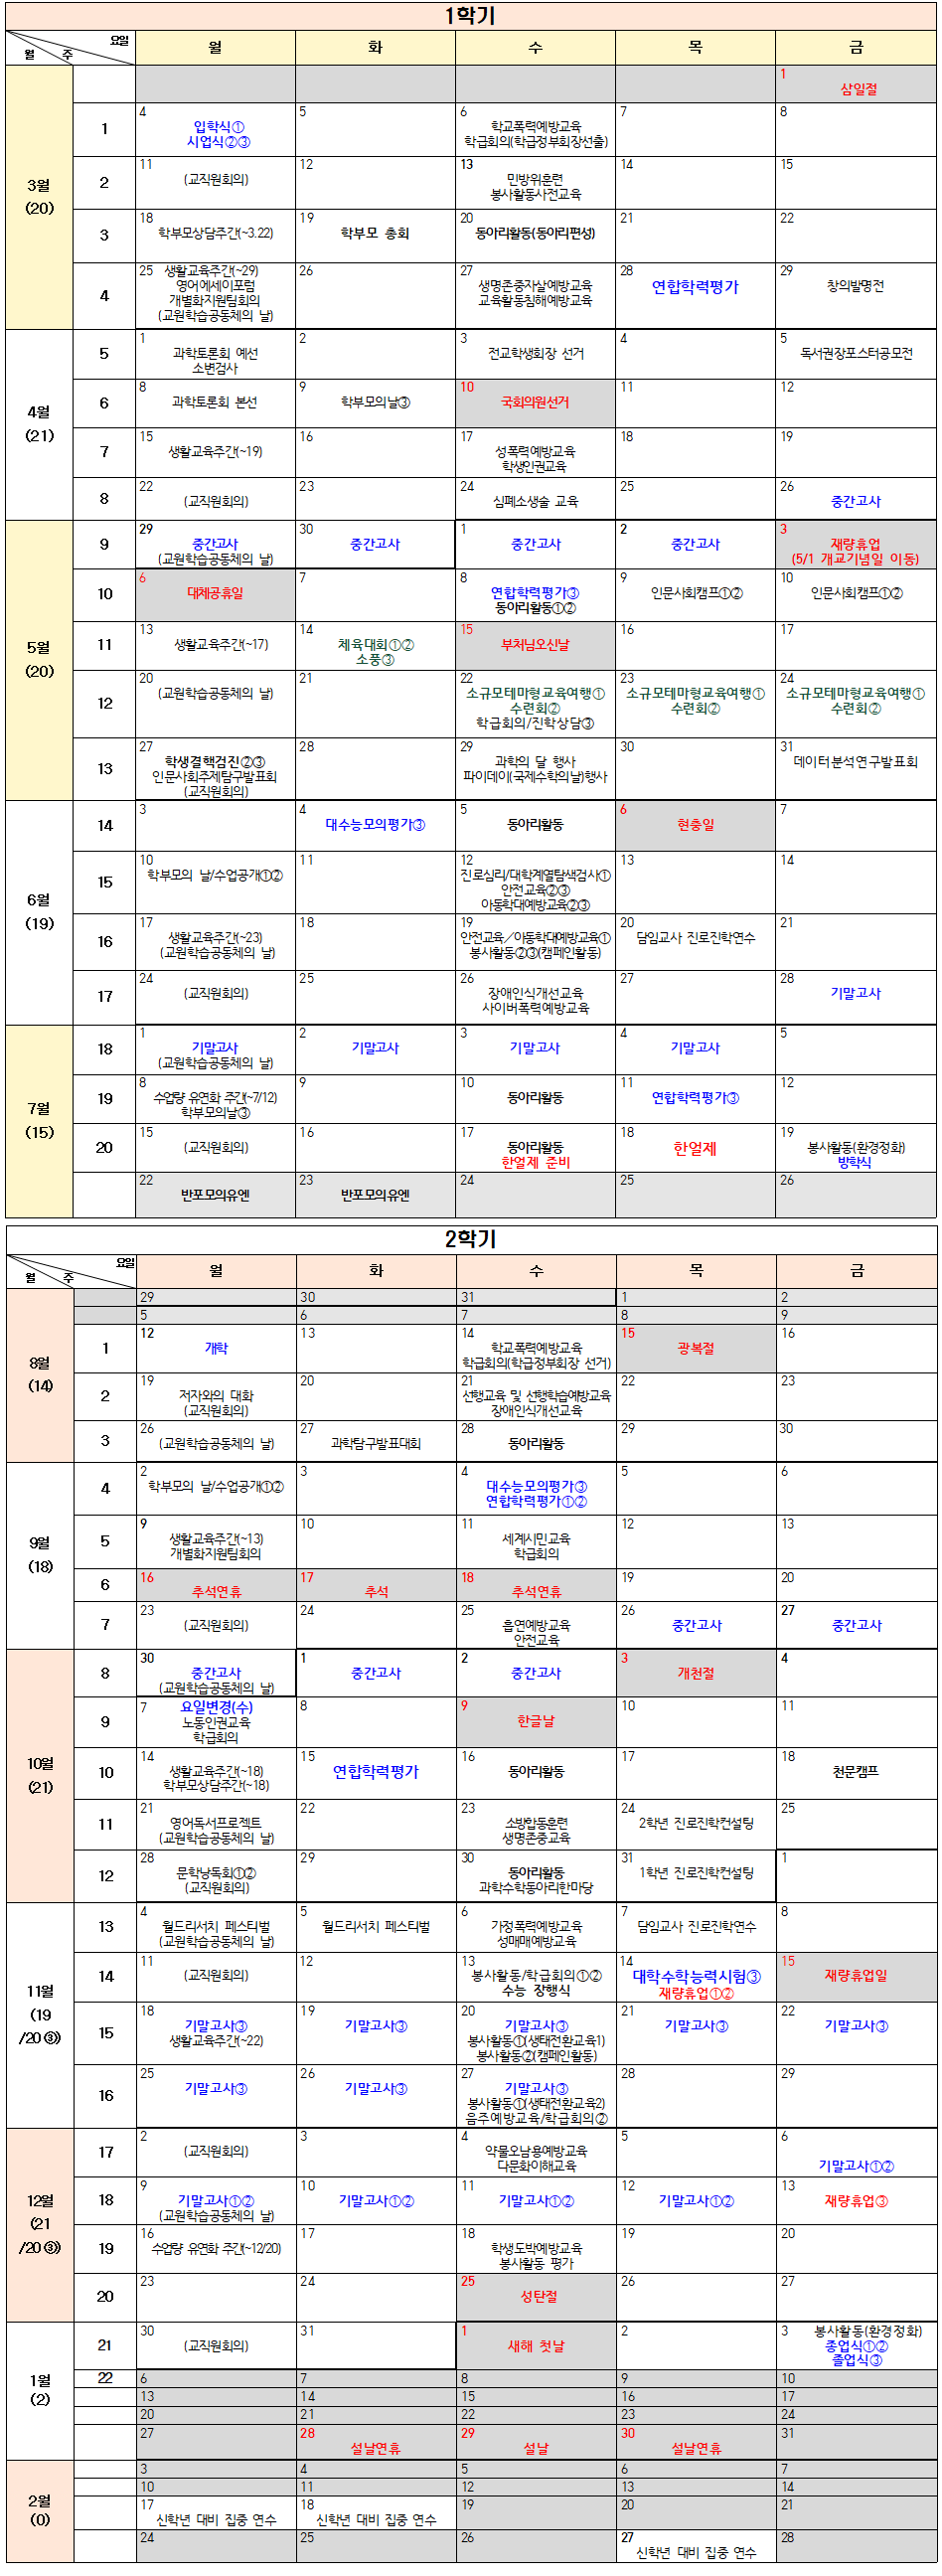 1학기
요일
월 주
월 화 수 목 금
3월
(20)
1
삼일절
1
4
입학식①
시업식②③
5
6
학교폭력예방교육
학급회의(학급정부회장선출)
7
8
2
11
(교직원회의)
12
13
민방위훈련
봉사활동사전교육
14
15
3
18
학부모상담주간(~3.22)
19
학부모 총회
20
동아리활동(동아리편성)
21
22
4
25 생활교육주간(~29)
영어에세이포럼
개별화지원팀회의
(교원학습공동체의 날)
26
27
생명존중자살예방교육
교육활동침해예방교육
28
연합학력평가
29
창의발명전
4월
(21)
5
1
과학토론회 예선
소변검사
2
3
전교학생회장 선거
4
5
독서권장포스터공모전
6
8
과학토론회 본선
9
학부모의날③
10
국회의원선거
11
12
7
15
생활교육주간(~19)
16
17
성폭력예방교육
학생인권교육
18
19
8
22
(교직원회의)
23
24
심폐소생술 교육
25
26
중간고사
5월
(20)
9
29
중간고사
(교원학습공동체의 날)
30
중간고사
1
중간고사
2
중간고사
3
재량휴업
(5/1 개교기념일 이동)
10
6
대체공휴일
7
8
연합학력평가③
동아리활동①②
9
인문사회캠프①②
10
인문사회캠프①②
11
13
생활교육주간(~17)
14
체육대회①②
소풍③
15
부처님오신날
16
17
12
20
(교원학습공동체의 날)
21
22
소규모테마형교육여행①
수련회②
학급회의/진학상담③
23
소규모테마형교육여행①
수련회②
24
소규모테마형교육여행①
수련회②
13
27
학생결핵검진②③
인문사회주제탐구발표회
(교직원회의)
28
29
과학의 달 행사
파이데이(국제수학의날)행사
30
31
데이터분석연구발표회
6월
(19)
14
3
4
대수능모의평가③
5
동아리활동
6
현충일
7
15
10
학부모의 날/수업공개①②
11
12
진로심리/대학계열탐색검사①
안전교육②③
아동학대예방교육②③
13
14
16
17
생활교육주간(~23)
(교원학습공동체의 날)
18
19
안전교육/아동학대예방교육①
봉사활동②③(캠페인활동)
20
담임교사 진로진학연수
21
17
24
(교직원회의)
25
26
장애인식개선교육
사이버폭력예방교육
27
28
기말고사
7월
(15)
18
1
기말고사
(교원학습공동체의 날)
2
기말고사
3
기말고사
4
기말고사
5
19
8
수업량 유연화 주간(~7/12)
학부모의날③
9
10
동아리활동
11
연합학력평가③
12
20
15
(교직원회의)
16
17
동아리활동
한얼제 준비
18
한얼제
19
봉사활동(환경정화)
방학식
22
반포모의유엔
23
반포모의유엔
24
25
26
2학기
요일
월 주
월 화 수 목 금
8월
(14)
29 30 31 1 2
5 6 7 8 9
1
12
개학
13
14
학교폭력예방교육
학급회의(학급정부회장 선거)
15
광복절
16
2
19
저자와의 대화
(교직원회의)
20
21
선행교육 및 선행학습예방교육
장애인식개선교육
22
23
3
26
(교원학습공동체의 날)
27
과학탐구발표대회
28
동아리활동
29
30
9월
(18)
4
2
학부모의 날/수업공개①②
3
4
대수능모의평가③
연합학력평가①②
5
6
5
9
생활교육주간(~13)
개별화지원팀회의
10
11
세계시민교육
학급회의
12
13
6
16
추석연휴
17
추석
18
추석연휴
19
20
7
23
(교직원회의)
24
25
흡연예방교육
안전교육
26
중간고사
27
중간고사
10월
(21)
8
30
중간고사
(교원학습공동체의 날)
1
중간고사
2
중간고사
3
개천절
4
9
7
요일변경(수)
노동인권교육
학급회의
8
9
한글날
10
11
10
14
생활교육주간(~18)
학부모상담주간(~18)
15
연합학력평가
16
동아리활동
17
18
천문캠프
11
21
영어독서프로젝트
(교원학습공동체의 날)
22
23
소방합동훈련
생명존중교육
24
2학년 진로진학컨설팅
25
12
28
문학낭독회①②
(교직원회의)
29
30
동아리활동
과학수학동아리한마당
31
1학년 진로진학컨설팅
1
11월
(19
/20③)
13
4
월드리서치 페스티벌
(교원학습공동체의 날)
5
월드리서치 페스티벌
6
가정폭력예방교육
성매매예방교육
7
담임교사 진로진학연수
8
14
11
(교직원회의)
12
13
봉사활동/학급회의①②
수능 장행식
14
대학수학능력시험③
재량휴업①②
15
재량휴업일
15
18
기말고사③
생활교육주간(~22)
19
기말고사③
20
기말고사③
봉사활동①(생태전환교육1)
봉사활동②(캠페인활동)
21
기말고사③
22
기말고사③
16
25
기말고사③
26
기말고사③
27
기말고사③
봉사활동①(생태전환교육2)
음주예방교육/학급회의②
28
29
12월
(21
/20③)
17
2
(교직원회의)
3
4
약물오남용예방교육
다문화이해교육
5
6
기말고사①②
18
9
기말고사①②
(교원학습공동체의 날)
10
기말고사①②
11
기말고사①②
12
기말고사①②
13
재량휴업③
19
16
수업량 유연화 주간(~12/20)
17
18
학생도박예방교육
봉사활동 평가
19
20
20
23
24
25
성탄절
26
27
1월
(2)
21
30
(교직원회의)
31
1
새해 첫날
2
3 봉사활동(환경정화)
종업식①②
졸업식③
22
6 7 8 9 10
13 14 15 16 17
20 21 22 23 24
27
28
설날연휴
29
설날
30
설날연휴
31
2월
(0)
3 4 5 6 7
10 11 12 13 14
17
신학년 대비 집중 연수
18
신학년 대비 집중 연수
19
20
21
24
25
26
27
신학년 대비 집중 연수
28